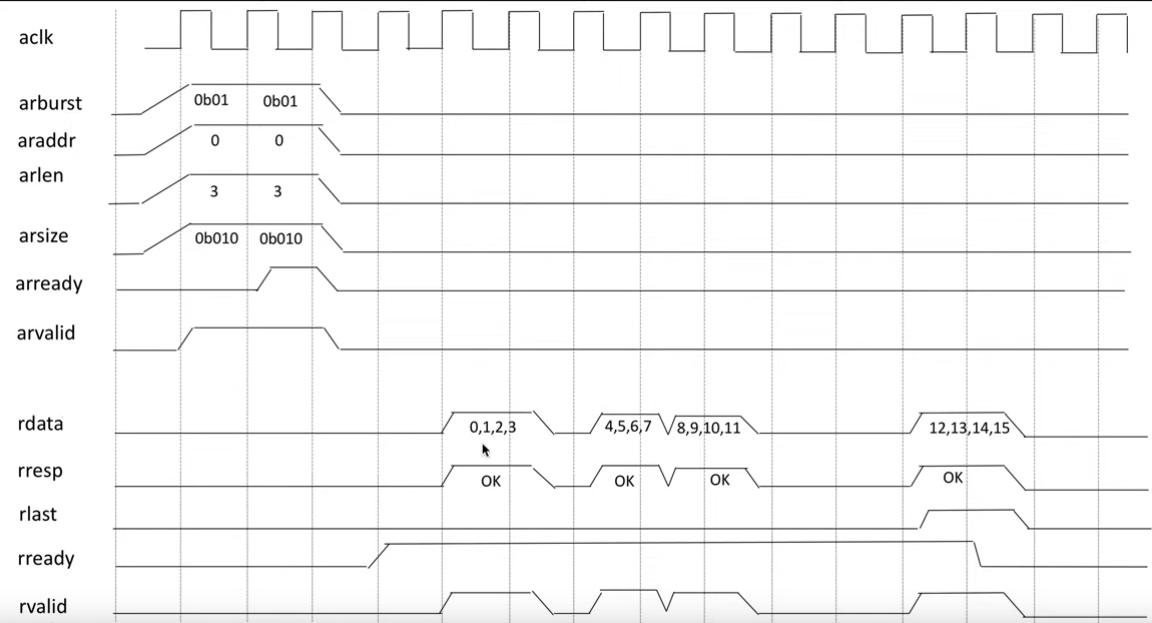 aclk
arburst 0b01 0b01
araddr 0 0
arlen 3 3
arsize 0b010 0b010
arready
arvalid
rdata 0,1,2,3 4,5,6,7 8,9,10,11 12,13,14,15
rresp OK OK OK OK
rlast
rready
rvalid